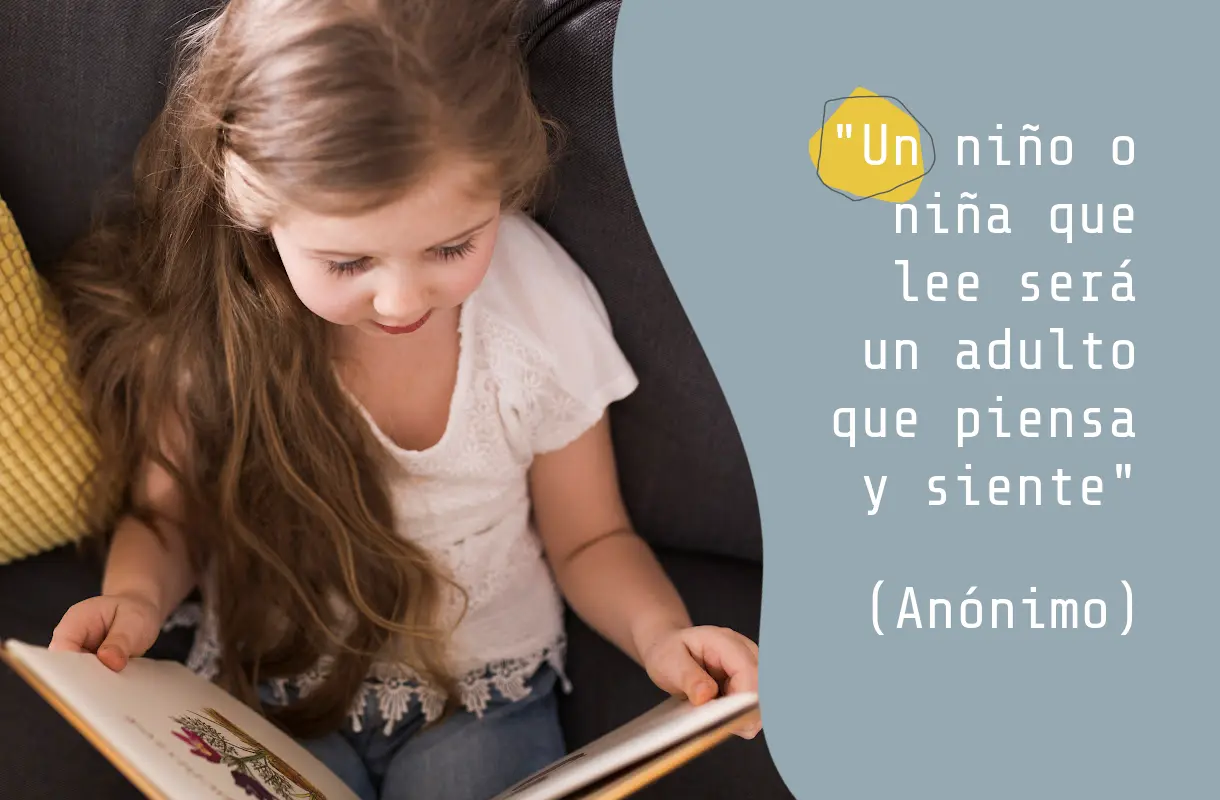 "Un niño o
niña que
lee será
un adulto
que piensa
y siente"
(Anónimo)